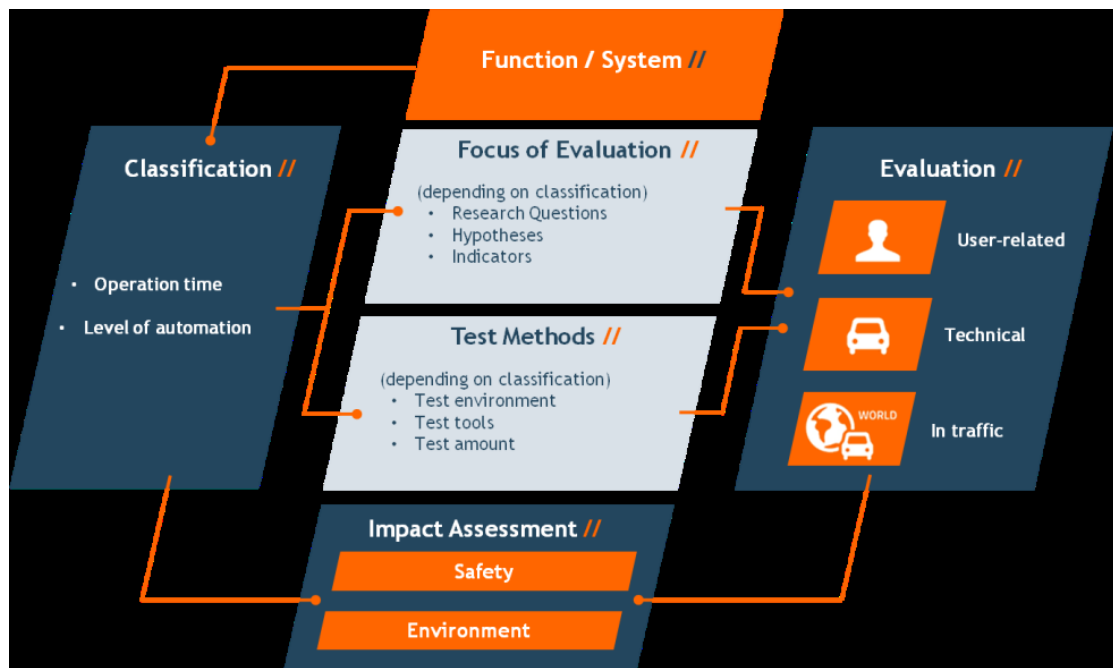 Function / System //
Classification //
• Operation time
• Level of automation
Focus of Evaluation //
(depending on classification)
• Research Questions
• Hypotheses
• Indicators
Test Methods //
(depending on classification)
• Test environment
• Test tools
• Test amount
Evaluation //
User-related
Technical
WORLD
In traffic
Impact Assessment //
Safety
Environment